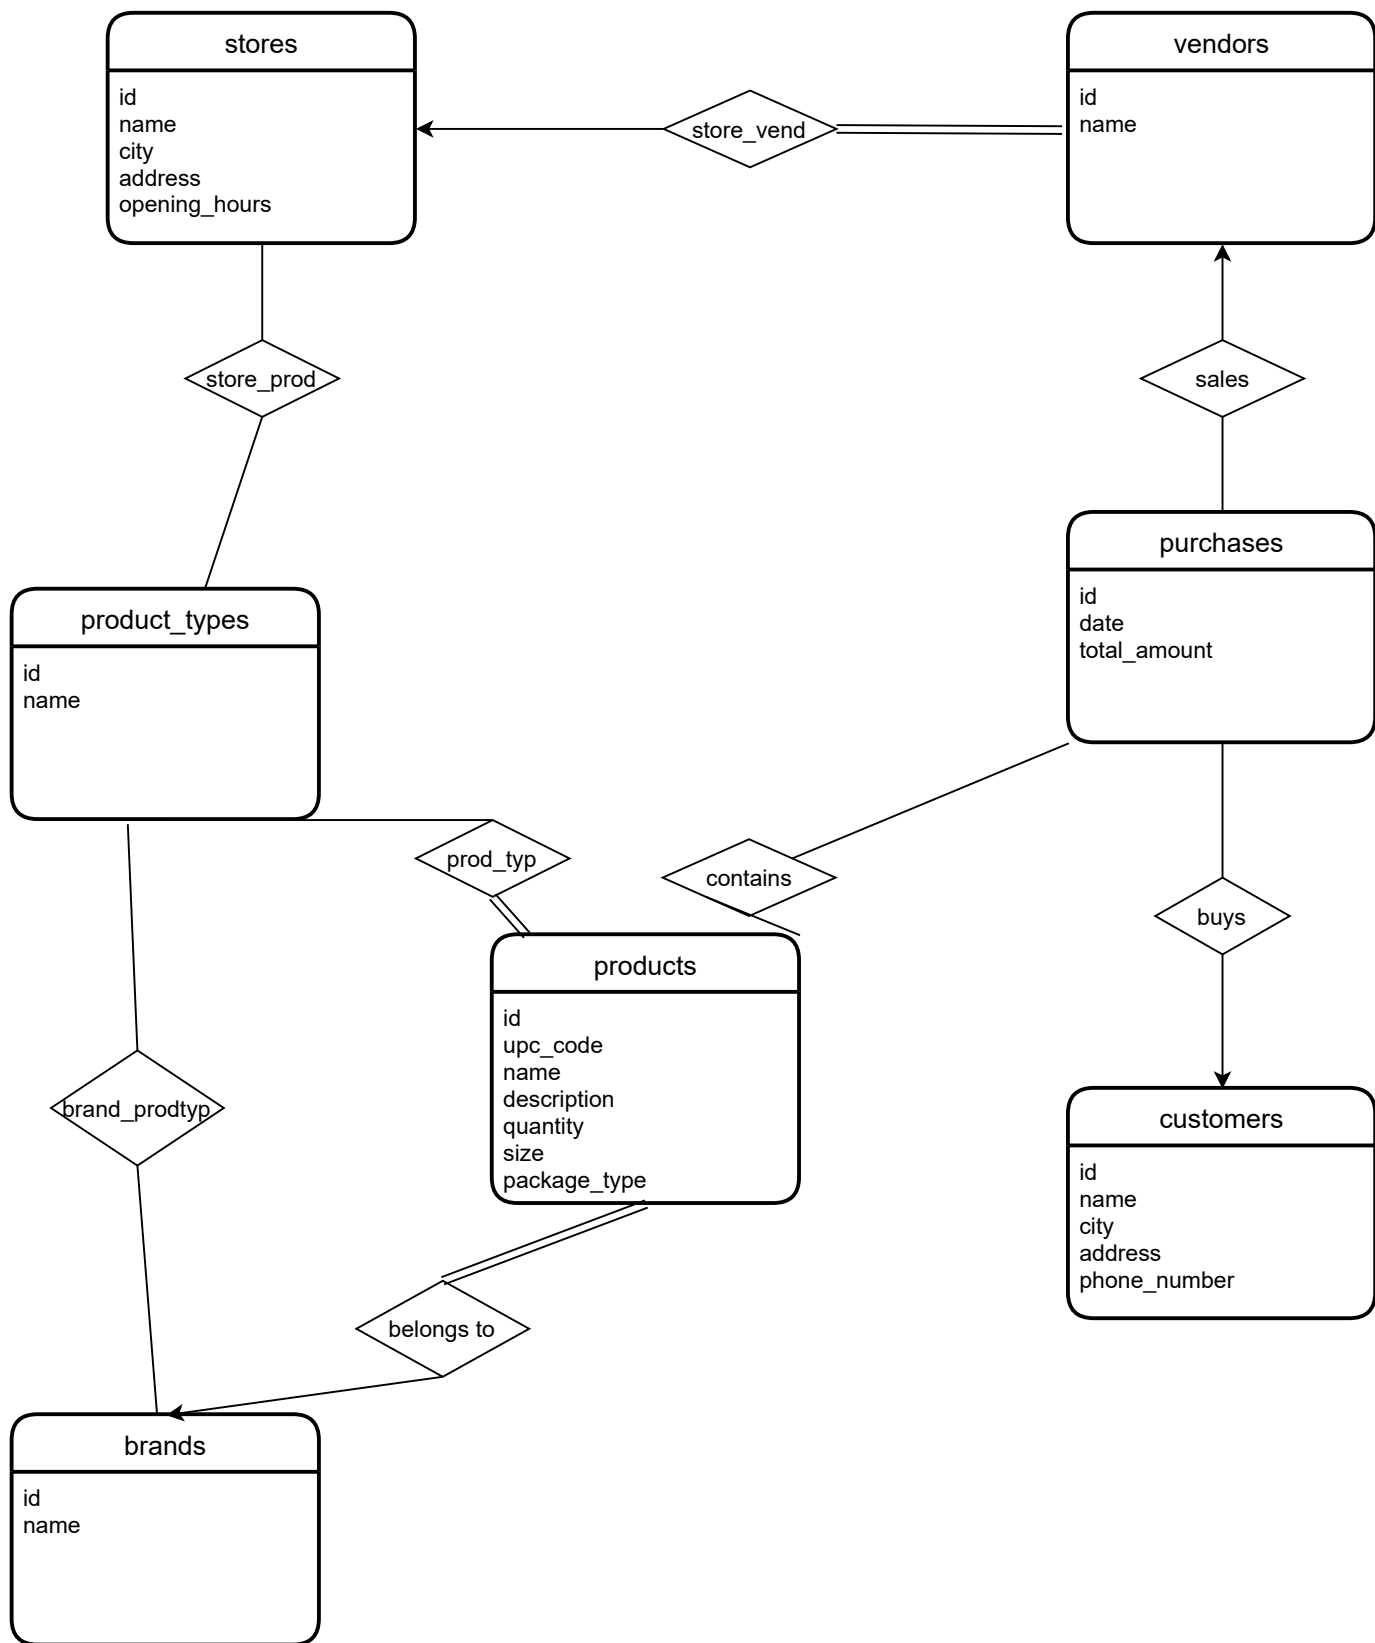 stores
id
name
city
address
opening_hours
store_vend
vendors
id
name
store_prod
sales
product_types
id
name
purchases
id
date
total_amount
prod_typ
contains
buys
products
id
upc_code
name
description
quantity
size
package_type
brand_prodtyp
customers
id
name
city
address
phone_number
belongs to
brands
id
name